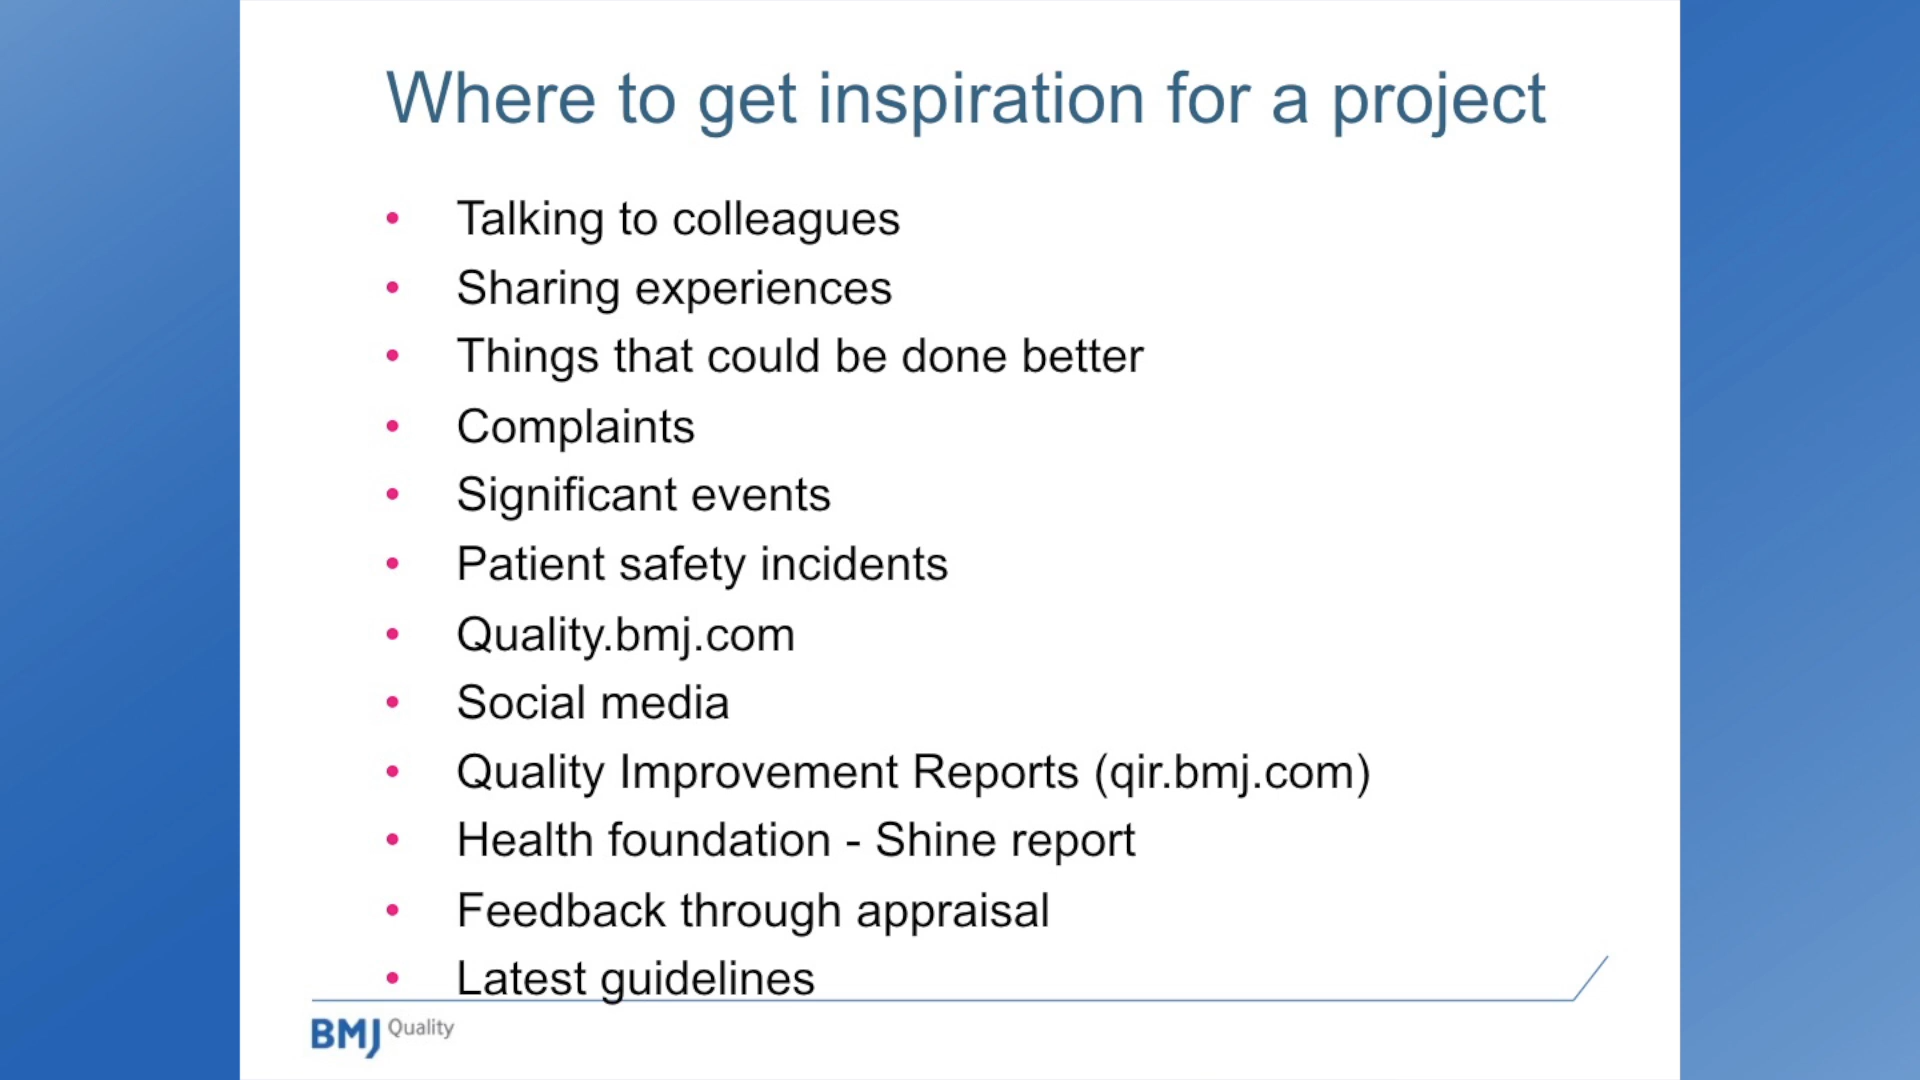 Where to get inspiration for a project
• Talking to colleagues
• Sharing experiences
• Things that could be done better
• Complaints
• Significant events
• Patient safety incidents
• Quality.bmj.com
• Social media
• Quality Improvement Reports (qir.bmj.com)
• Health foundation - Shine report
• Feedback through appraisal
• Latest guidelines
BMJ Quality